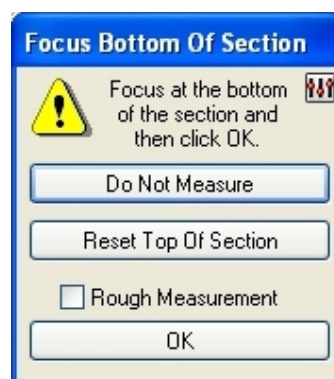 Focus Bottom Of Section
Focus at the bottom
of the section and
then click OK.
Do Not Measure
Reset Top Of Section
Rough Measurement
OK